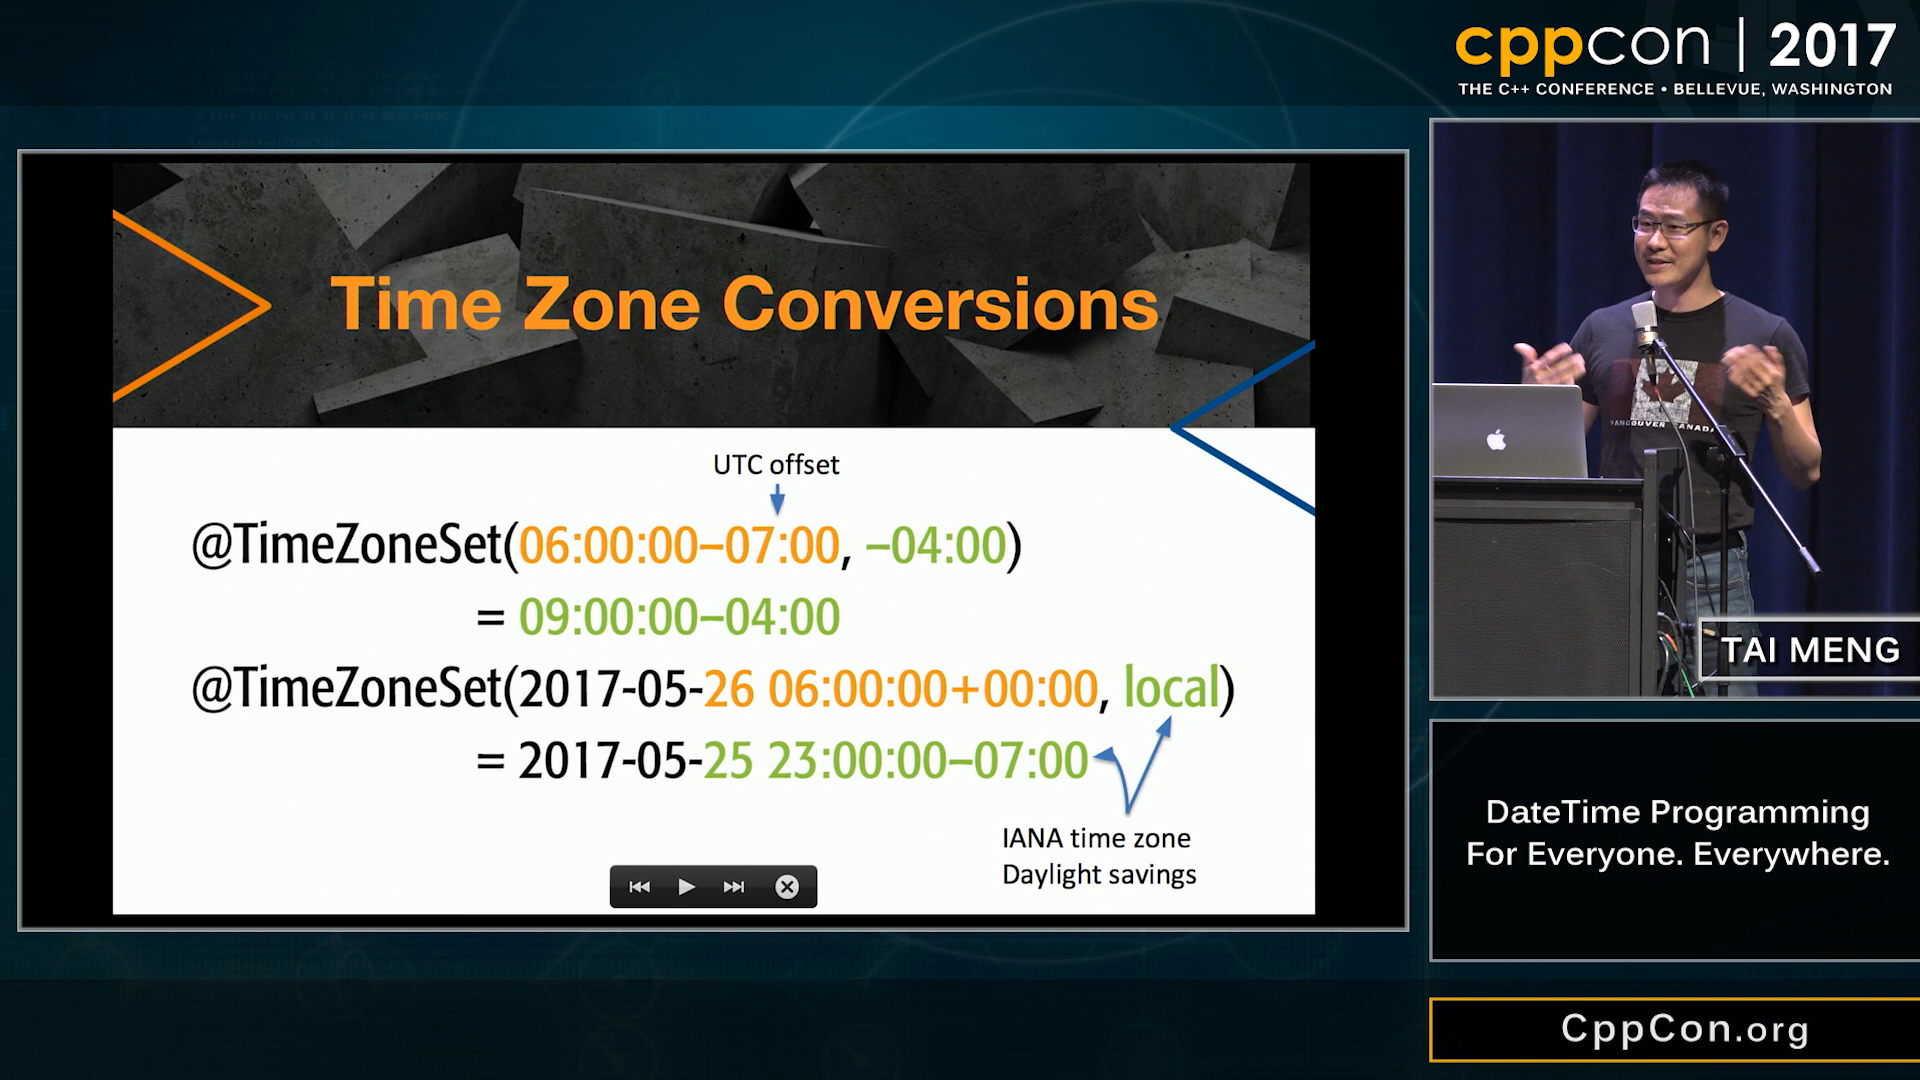 cppcon | 2017
THE C++ CONFERENCE • BELLEVUE, WASHINGTON
Time Zone Conversions
UTC offset
@TimeZoneSet(06:00:00–07:00, –04:00)
= 09:00:00–04:00
@TimeZoneSet(2017-05-26 06:00:00+00:00, local)
= 2017-05-25 23:00:00–07:00
IANA time zone
Daylight savings
VANCOUVER CANADA
TAI MENG
DateTime Programming
For Everyone. Everywhere.
CppCon.org